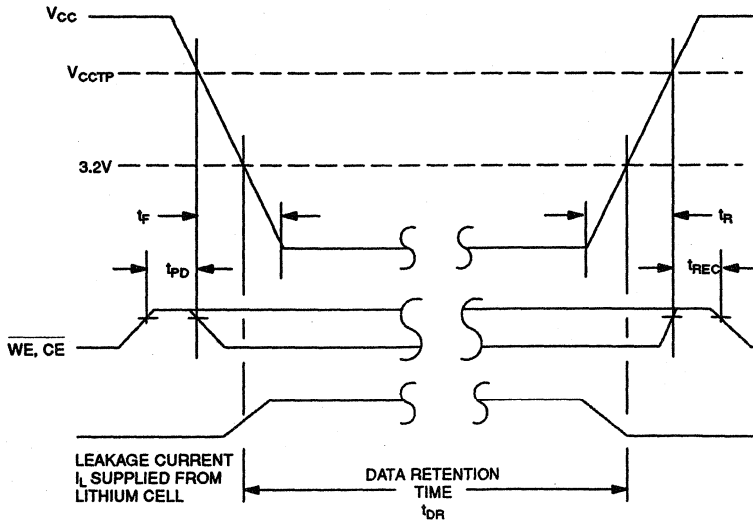 VCC
VCCTP
3.2V
tF
tR
tPD
tREC
WE, CE
LEAKAGE CURRENT
IL SUPPLIED FROM
LITHIUM CELL
DATA RETENTION
TIME
tDR